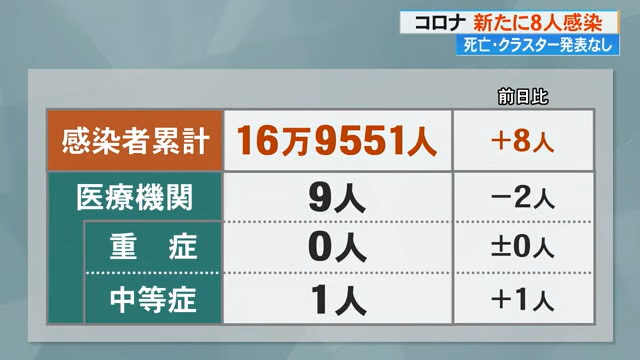 コロナ 新たに8人感染
死亡・クラスター発表なし
前日比
感染者累計 16万9551人 +8人
医療機関 9人 −2人
重症 0人 ±0人
中等症 1人 +1人